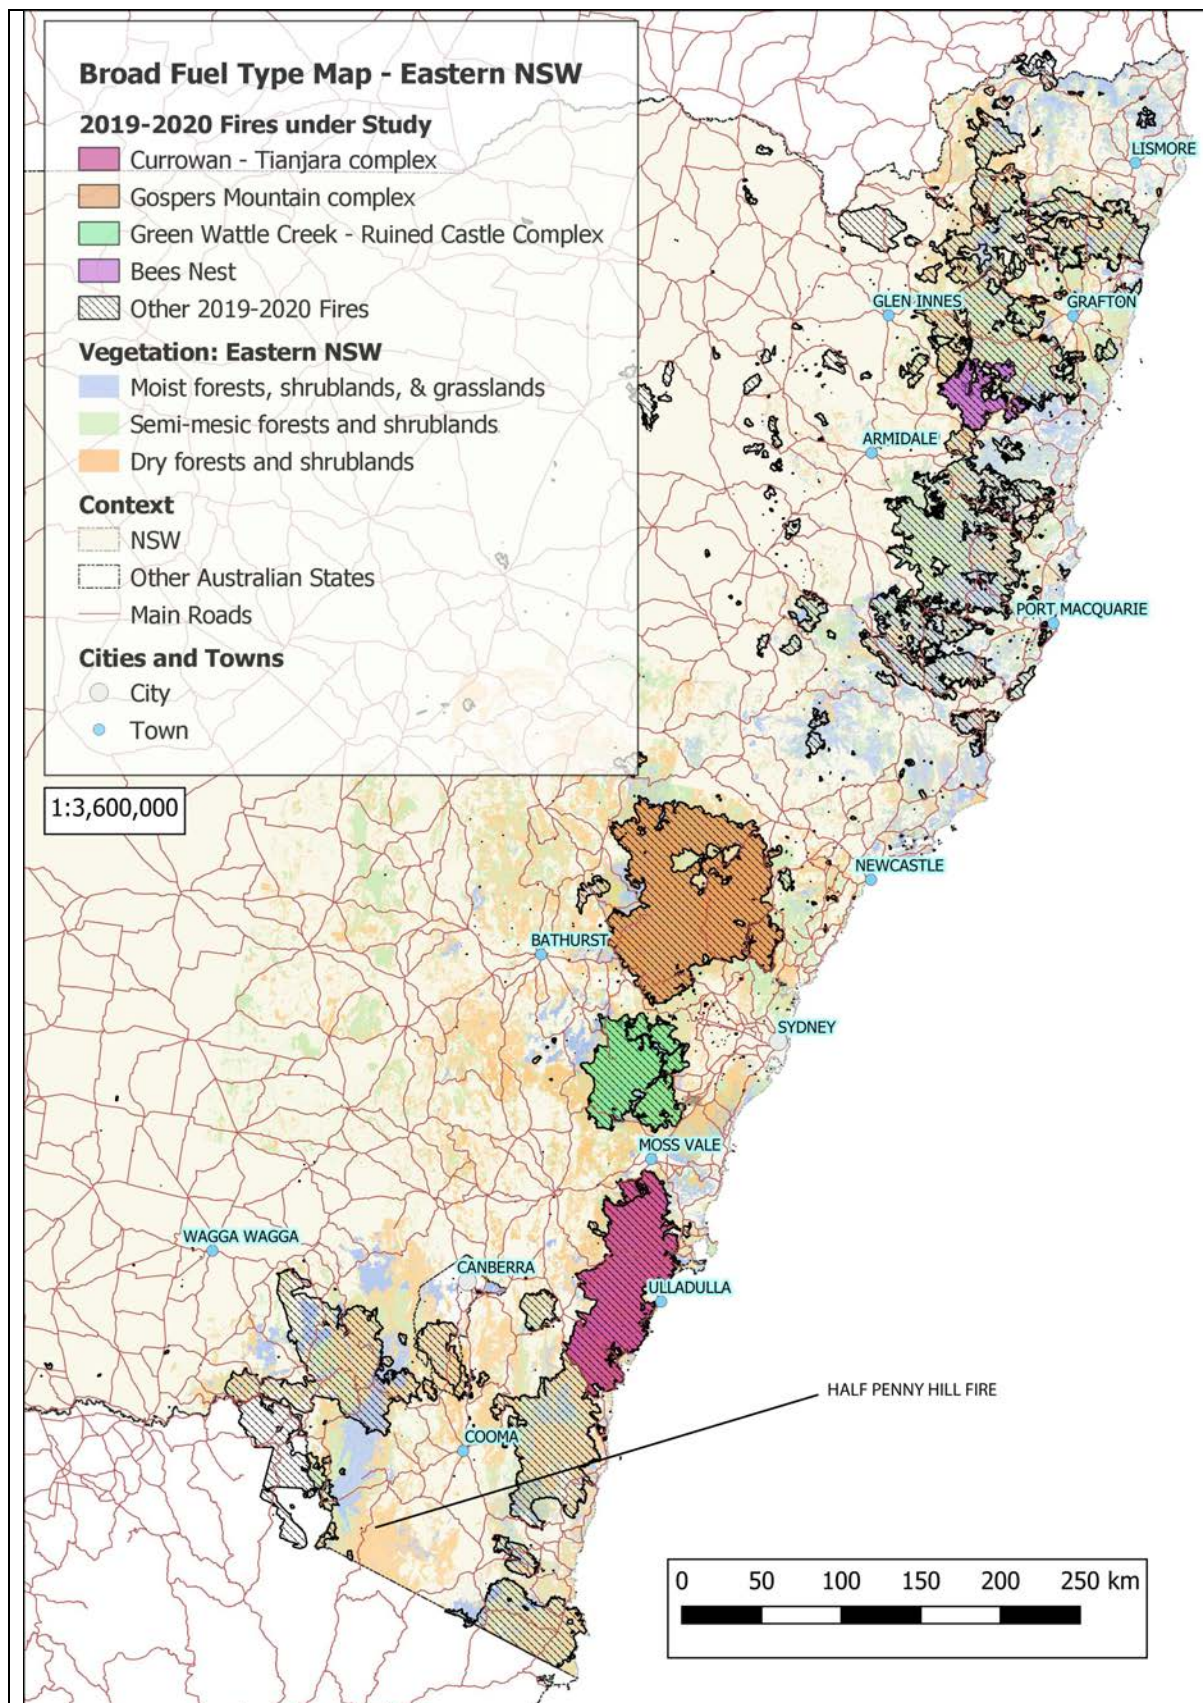 Broad Fuel Type Map - Eastern NSW
2019-2020 Fires under Study
Currowan - Tianjara complex
Gospers Mountain complex
Green Wattle Creek - Ruined Castle Complex
Bees Nest
Other 2019-2020 Fires
Vegetation: Eastern NSW
Moist forests, shrublands, & grasslands
Semi-mesic forests and shrublands
Dry forests and shrublands
Context
NSW
Other Australian States
Main Roads
Cities and Towns
City
Town
1:3,600,000
LISMORE
GLEN INNES
GRAFTON
ARMIDALE
PORT MACQUARIE
NEWCASTLE
BATHURST
SYDNEY
MOSS VALE
WAGGA WAGGA
CANBERRA
ULLADULLA
HALF PENNY HILL FIRE
COOMA
0 50 100 150 200 250 km